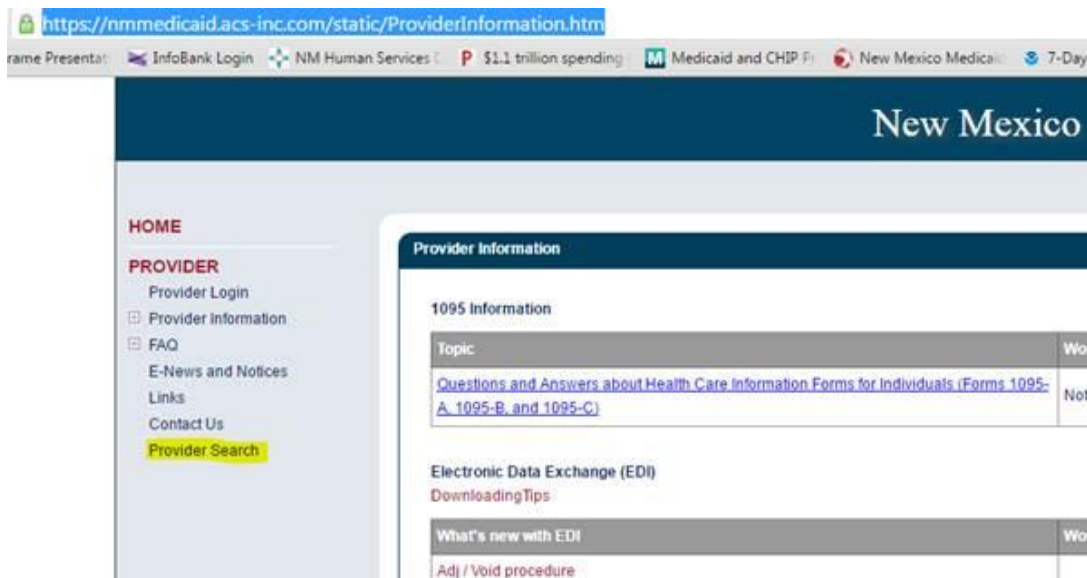 https://nmmedicaid.acs-inc.com/static/ProviderInformation.htm
rame Presentat InfoBank Login NM Human Services P $1.1 trillion spending M Medicaid and CHIP Pr New Mexico Medicaid 7-Day
New Mexico
HOME
PROVIDER
Provider Login
Provider Information
FAQ
E-News and Notices
Links
Contact Us
Provider Search
Provider Information
1095 Information
Topic Wo
Questions and Answers about Health Care Information Forms for Individuals (Forms 1095-
A, 1095-B, and 1095-C) Not
Electronic Data Exchange (EDI)
DownloadingTips
What's new with EDI Wo
Adj / Void procedure